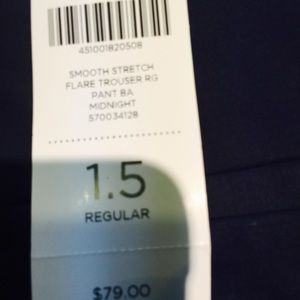 451001820508
SMOOTH STRETCH
FLARE TROUSER RG
PANT BA
MIDNIGHT
570034128
1.5
REGULAR
$79.00